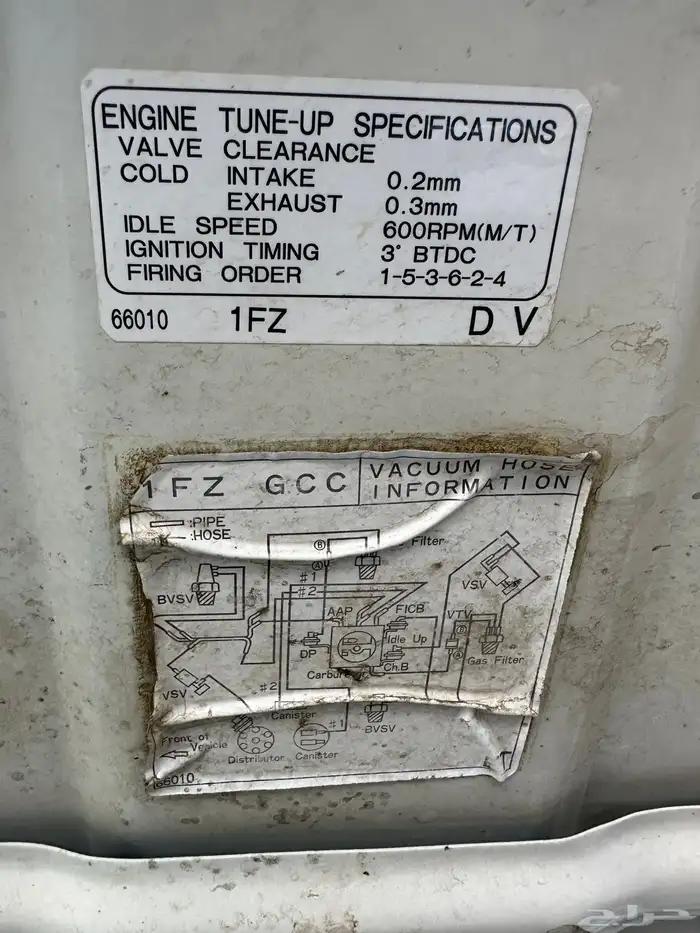 ENGINE TUNE-UP SPECIFICATIONS
VALVE CLEARANCE
COLD INTAKE 0.2mm
EXHAUST 0.3mm
IDLE SPEED 600RPM(M/T)
IGNITION TIMING 3° BTDC
FIRING ORDER 1-5-3-6-2-4
66010 1FZ D V
1FZ GCC VACUUM HOSE
INFORMATION
:PIPE
:HOSE
B
Filter
A
#1
#2
BVSV
VSV
AAP
FICB
VTV
DP
Idle Up
Ch.B
Gas Filter
VSV
#2
Canister
#1
BVSV
Front of
Vehicle
Distributor Canister
66010
حراج